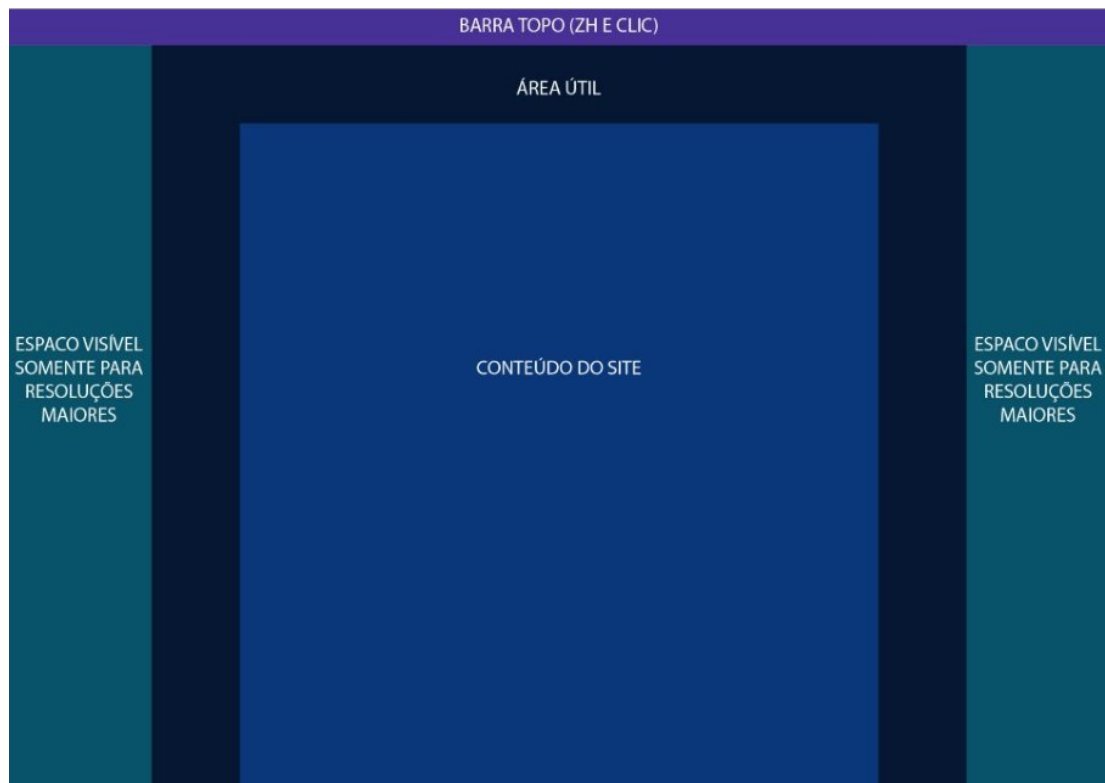 BARRA TOPO (ZH E CLIC)
ÁREA ÚTIL
ESPACO VISÍVEL
SOMENTE PARA
RESOLUÇÕES
MAIORES
CONTEÚDO DO SITE
ESPACO VISÍVEL
SOMENTE PARA
RESOLUÇÕES
MAIORES